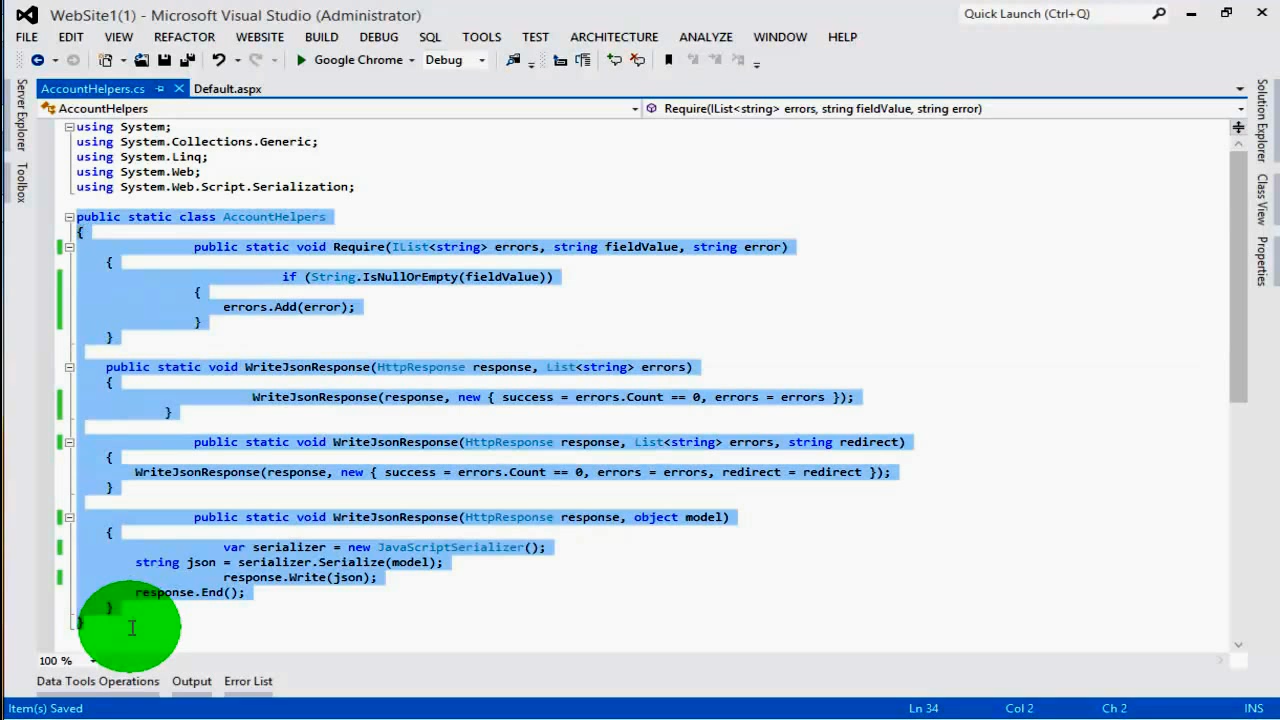 WebSite1(1) - Microsoft Visual Studio (Administrator)
Quick Launch (Ctrl+Q)
FILE EDIT VIEW REFACTOR WEBSITE BUILD DEBUG SQL TOOLS TEST ARCHITECTURE ANALYZE WINDOW HELP
Google Chrome Debug
AccountHelpers.cs Default.aspx
AccountHelpers Require(IList<string> errors, string fieldValue, string error)
Server Explorer
Toolbox
using System;
using System.Collections.Generic;
using System.Linq;
using System.Web;
using System.Web.Script.Serialization;
public static class AccountHelpers
{
public static void Require(IList<string> errors, string fieldValue, string error)
{
if (String.IsNullOrEmpty(fieldValue))
{
errors.Add(error);
}
}
public static void WriteJsonResponse(HttpResponse response, List<string> errors)
{
WriteJsonResponse(response, new { success = errors.Count == 0, errors = errors });
}
public static void WriteJsonResponse(HttpResponse response, List<string> errors, string redirect)
{
WriteJsonResponse(response, new { success = errors.Count == 0, errors = errors, redirect = redirect });
}
public static void WriteJsonResponse(HttpResponse response, object model)
{
var serializer = new JavaScriptSerializer();
string json = serializer.Serialize(model);
response.Write(json);
response.End();
}
}
Solution Explorer
Class View
Properties
100 %
Data Tools Operations Output Error List
Item(s) Saved Ln 34 Col 2 Ch 2 INS